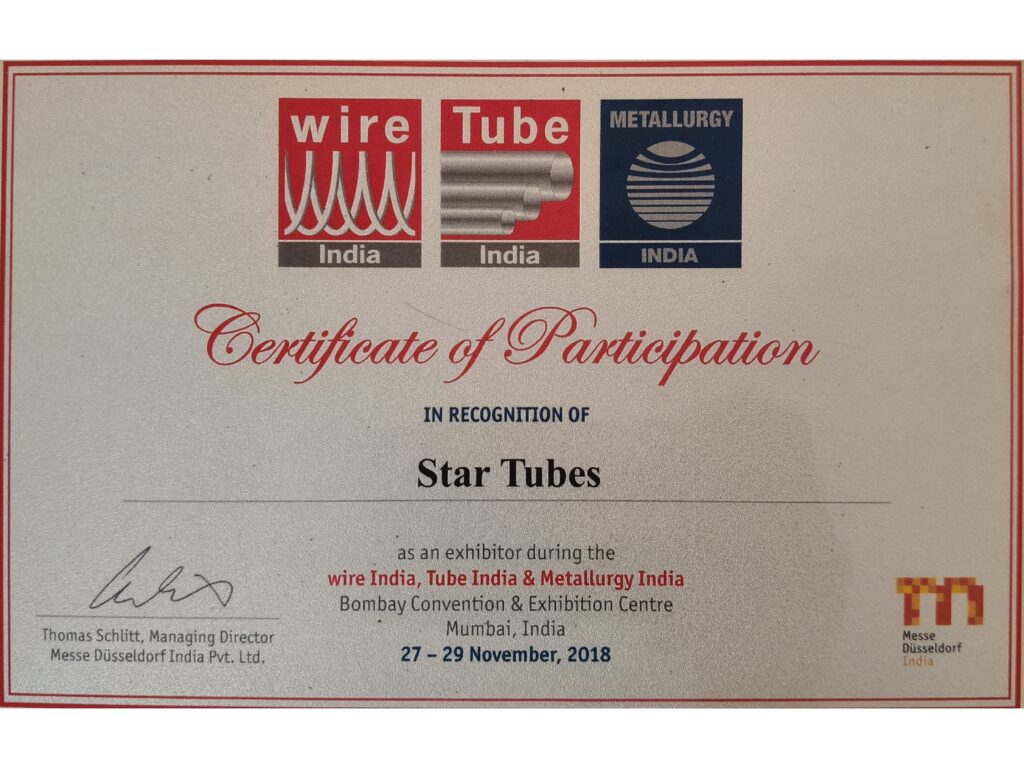 wire
India
Tube
India
METALLURGY
INDIA
Certificate of Participation
IN RECOGNITION OF
Star Tubes
as an exhibitor during the
wire India, Tube India & Metallurgy India
Bombay Convention & Exhibition Centre
Mumbai, India
27 – 29 November, 2018
Thomas Schlitt, Managing Director
Messe Düsseldorf India Pvt. Ltd.
Messe
Düsseldorf
India